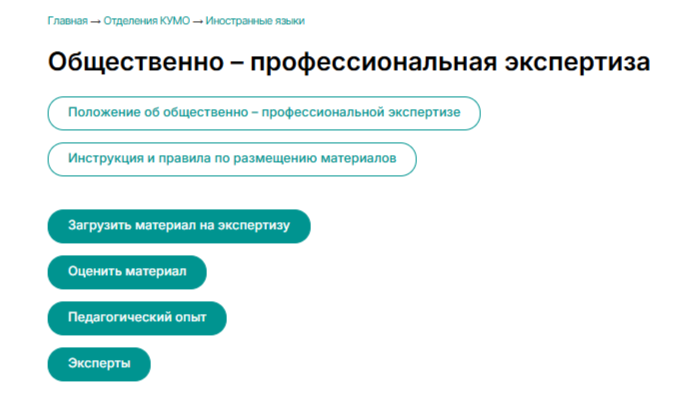 Главная → Отделения КУМО → Иностранные языки
Общественно – профессиональная экспертиза
Положение об общественно – профессиональной экспертизе
Инструкция и правила по размещению материалов
Загрузить материал на экспертизу
Оценить материал
Педагогический опыт
Эксперты